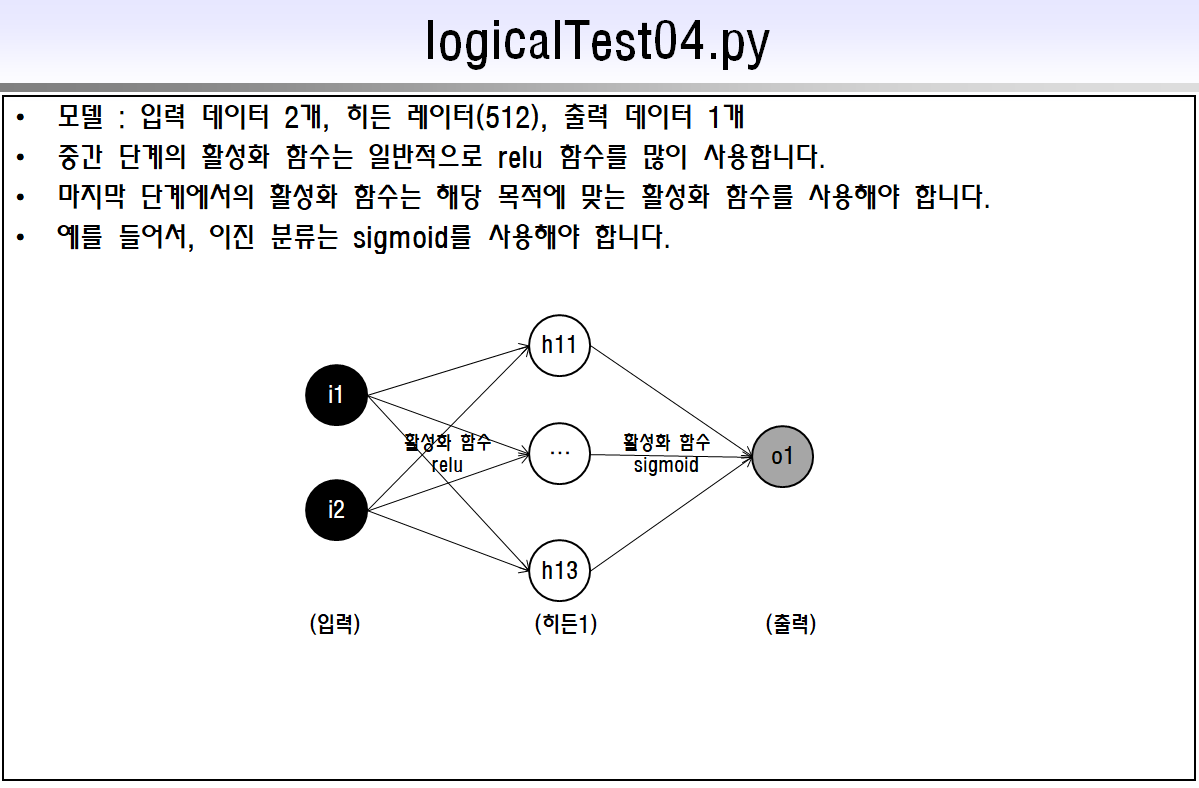 logicalTest04.py
• 모델 : 입력 데이터 2개, 히든 레이터(512), 출력 데이터 1개
• 중간 단계의 활성화 함수는 일반적으로 relu 함수를 많이 사용합니다.
• 마지막 단계에서의 활성화 함수는 해당 목적에 맞는 활성화 함수를 사용해야 합니다.
• 예를 들어서, 이진 분류는 sigmoid를 사용해야 합니다.
h11
i1
활성화 함수
relu
...
활성화 함수
sigmoid
o1
i2
h13
(입력)
(히든1)
(출력)